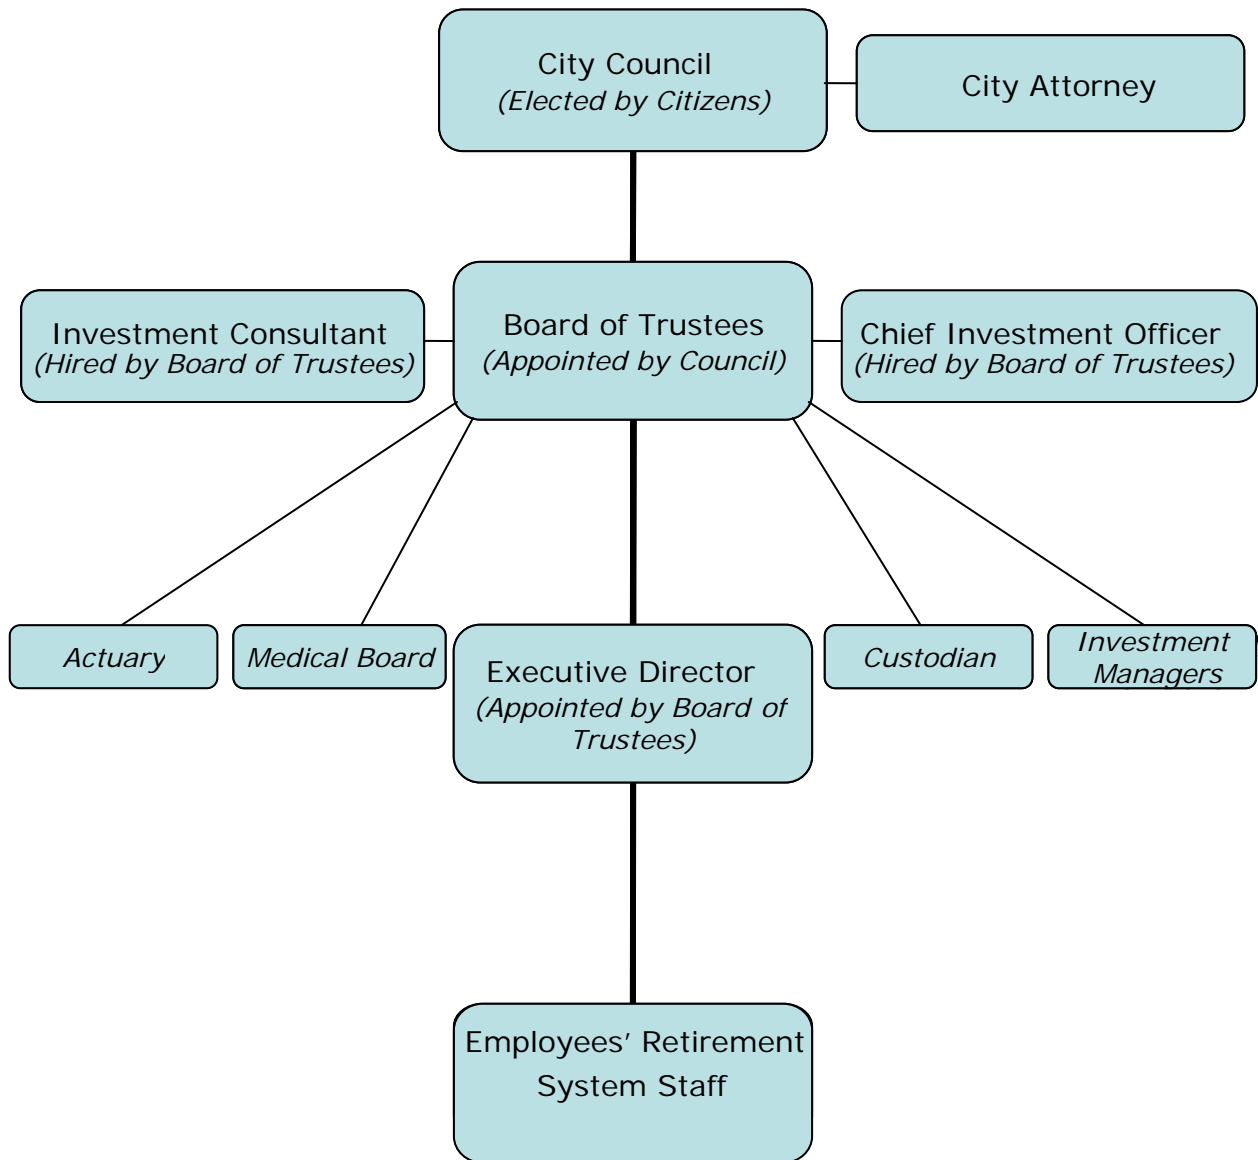 City Council
(Elected by Citizens)
City Attorney
Investment Consultant
(Hired by Board of Trustees)
Board of Trustees
(Appointed by Council)
Chief Investment Officer
(Hired by Board of Trustees)
Actuary
Medical Board
Executive Director
(Appointed by Board of
Trustees)
Custodian
Investment
Managers
Employees’ Retirement
System Staff